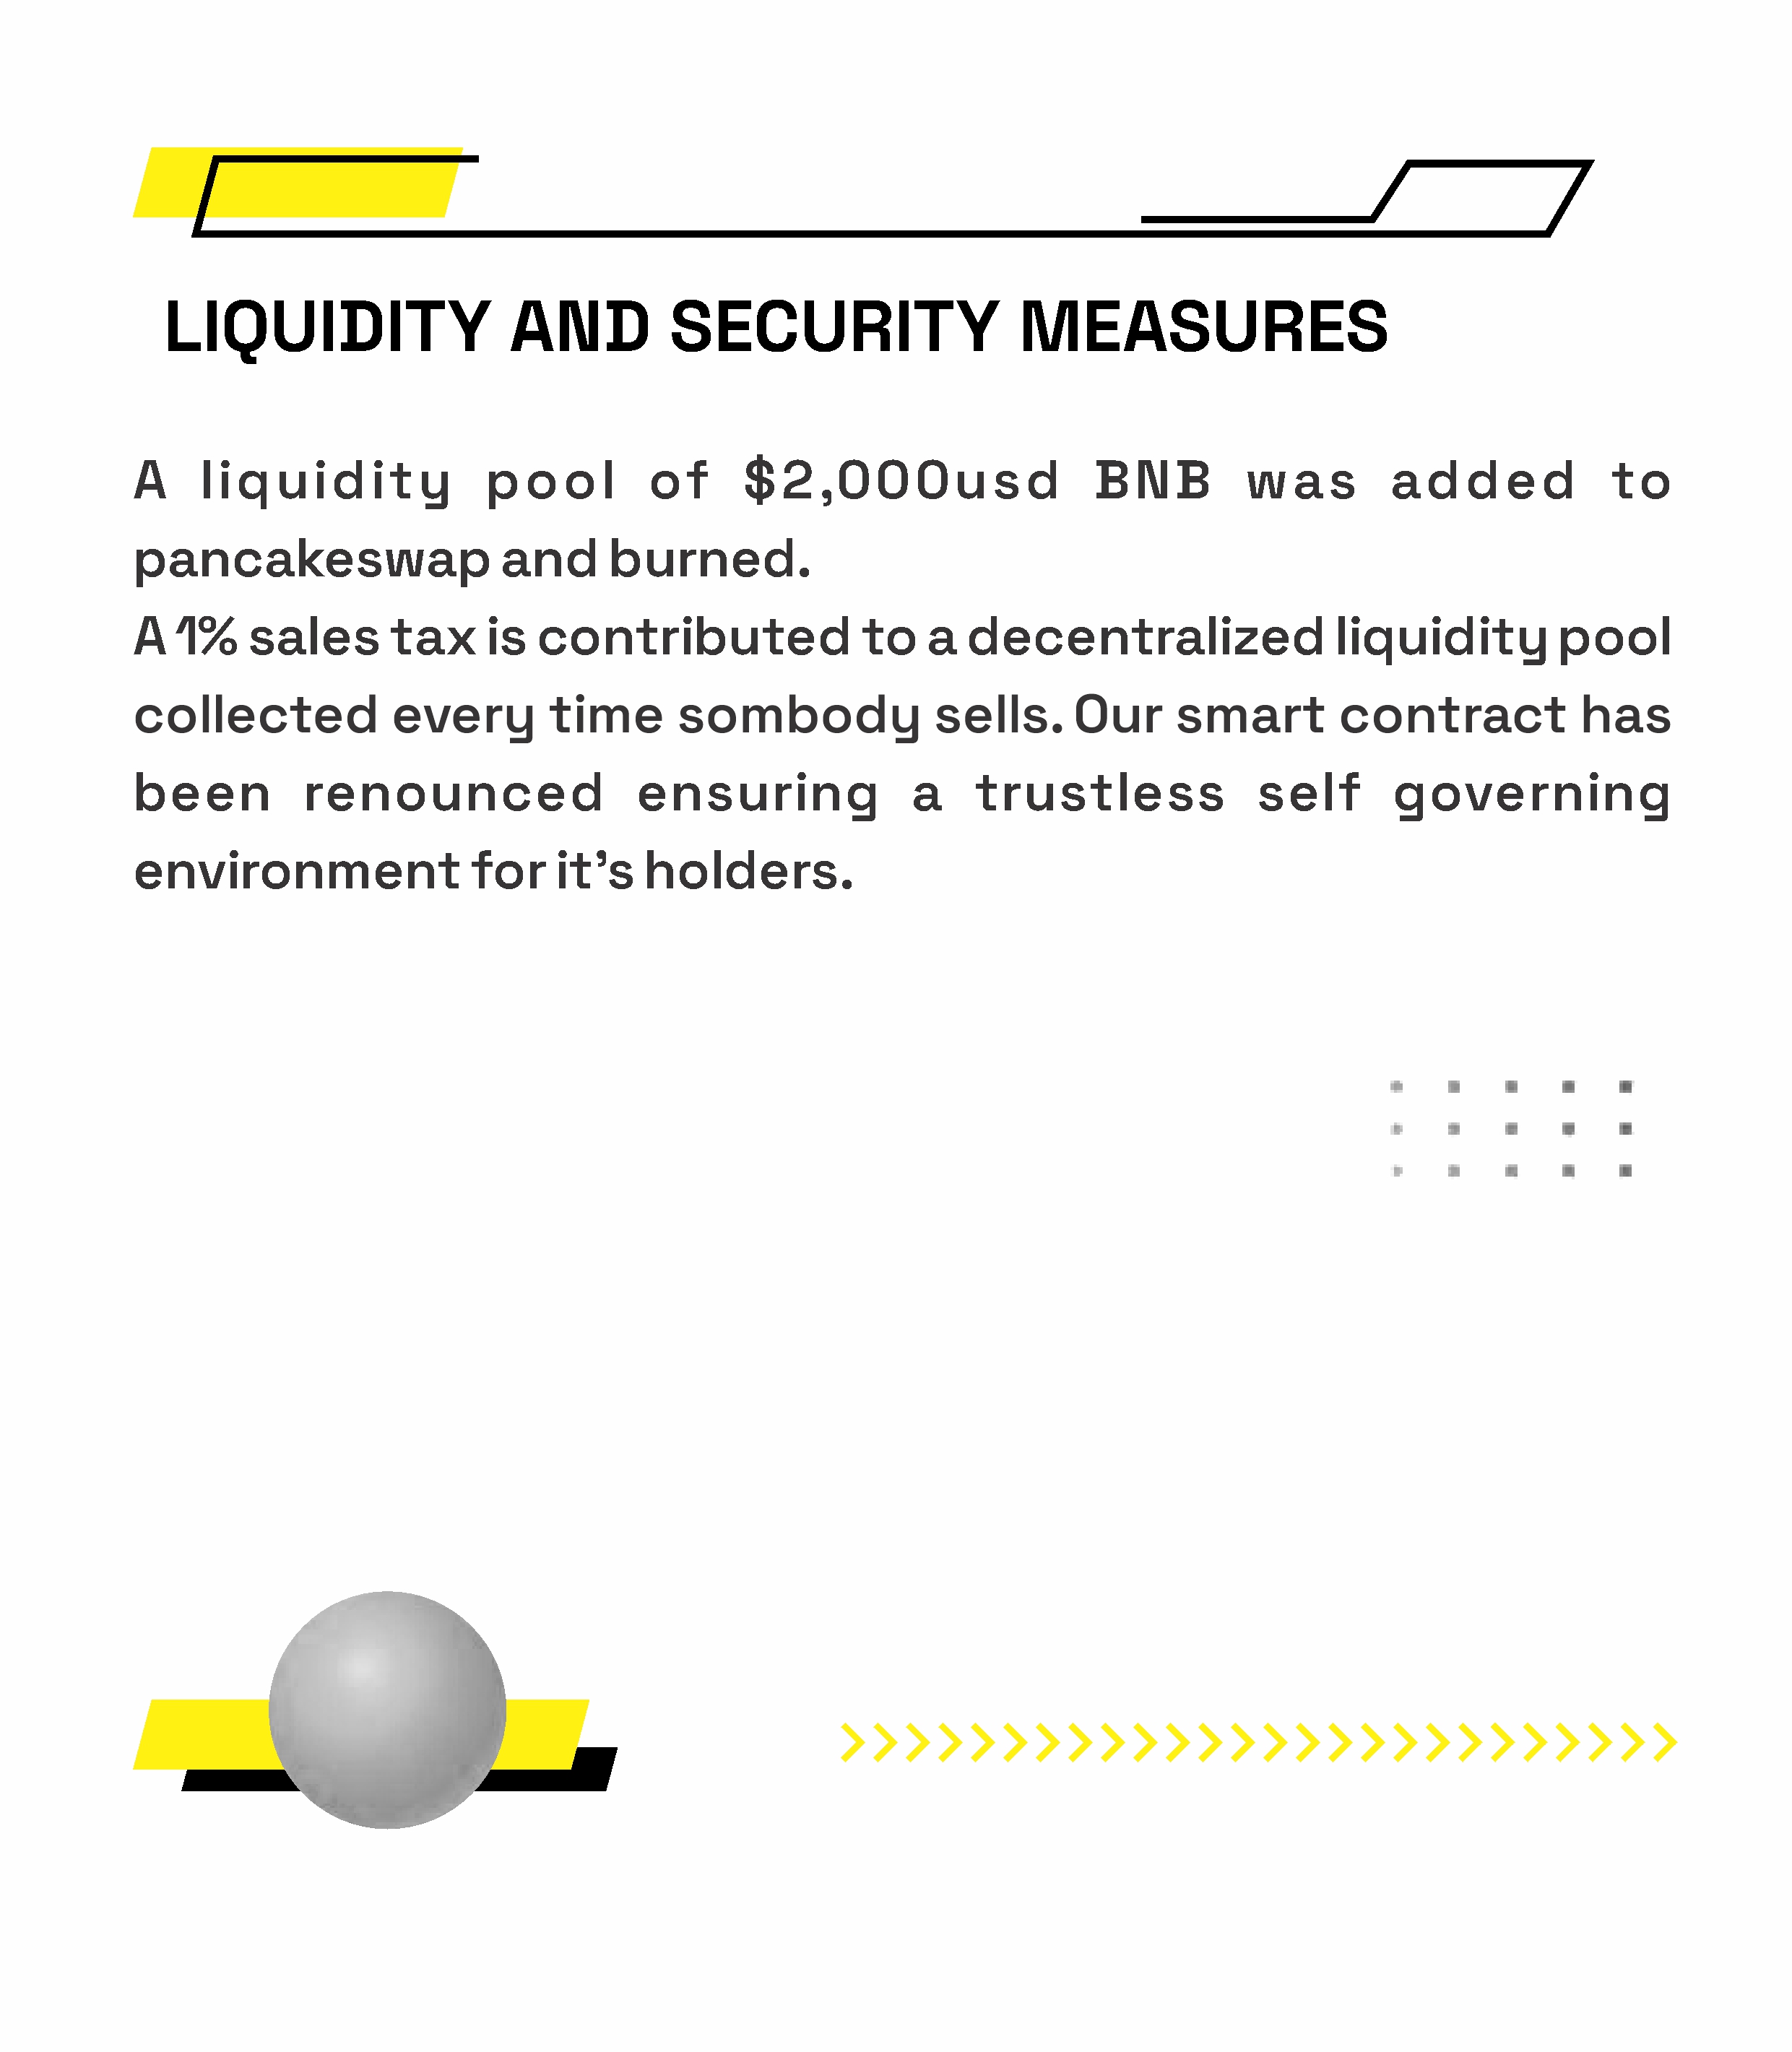 LIQUIDITY AND SECURITY MEASURES
A liquidity pool of $2,000usd BNB was added to
pancakeswap and burned.
A 1% sales tax is contributed to a decentralized liquidity pool
collected every time sombody sells. Our smart contract has
been renounced ensuring a trustless self governing
environment for it’s holders.